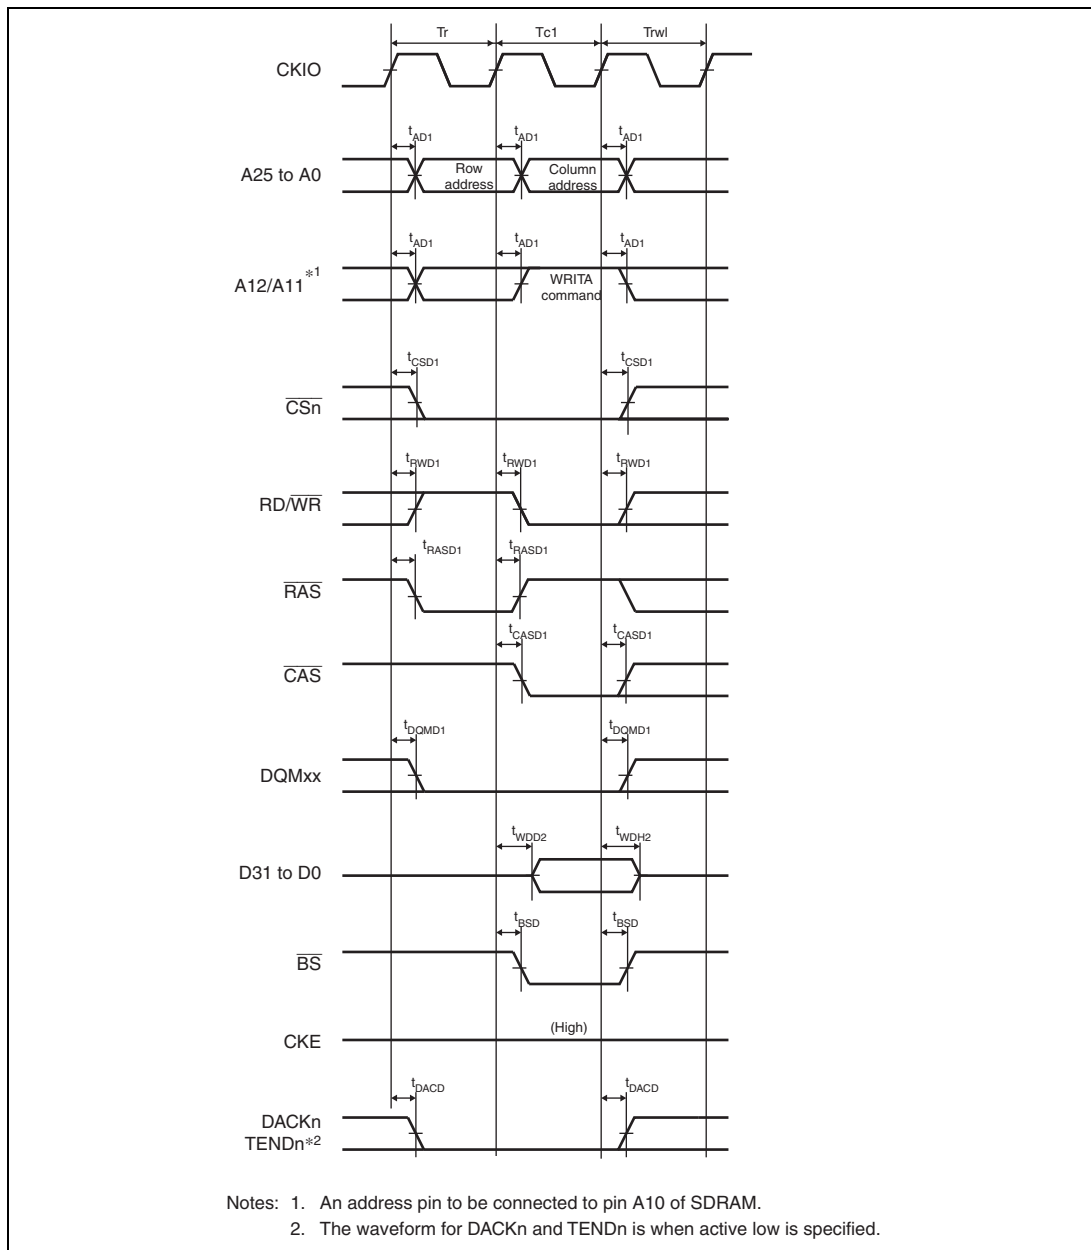 Tr Tc1 Trwl
CKIO
tAD1 tAD1 tAD1
A25 to A0
Row address
Column address
tAD1 tAD1 tAD1
A12/A11*1
WRITA command
tCSD1 tCSD1
CSn
tRWD1 tRWD1 tRWD1
RD/WR
tRASD1 tRASD1
RAS
tCASD1 tCASD1
CAS
tDQMD1 tDQMD1
DQMxx
tWDD2 tWDH2
D31 to D0
tBSD tBSD
BS
(High)
CKE
tDACD tDACD
DACKn
TENDn*2
Notes: 1. An address pin to be connected to pin A10 of SDRAM.
2. The waveform for DACKn and TENDn is when active low is specified.